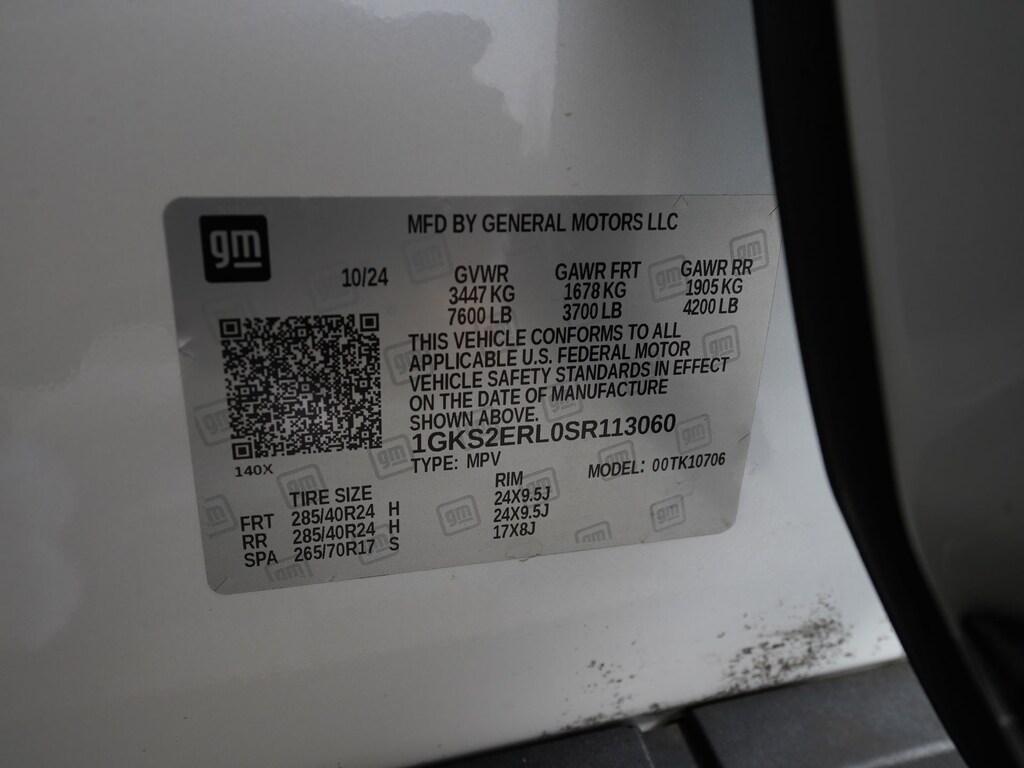 gm
MFD BY GENERAL MOTORS LLC
10/24
GVWR GAWR FRT GAWR RR
3447 KG 1678 KG 1905 KG
7600 LB 3700 LB 4200 LB
THIS VEHICLE CONFORMS TO ALL
APPLICABLE U.S. FEDERAL MOTOR
VEHICLE SAFETY STANDARDS IN EFFECT
ON THE DATE OF MANUFACTURE
SHOWN ABOVE.
1GKS2ERL0SR113060
140X
TYPE: MPV MODEL: 00TK10706
TIRE SIZE RIM
FRT 285/40R24 H 24X9.5J
RR 285/40R24 H 24X9.5J
SPA 265/70R17 S 17X8J